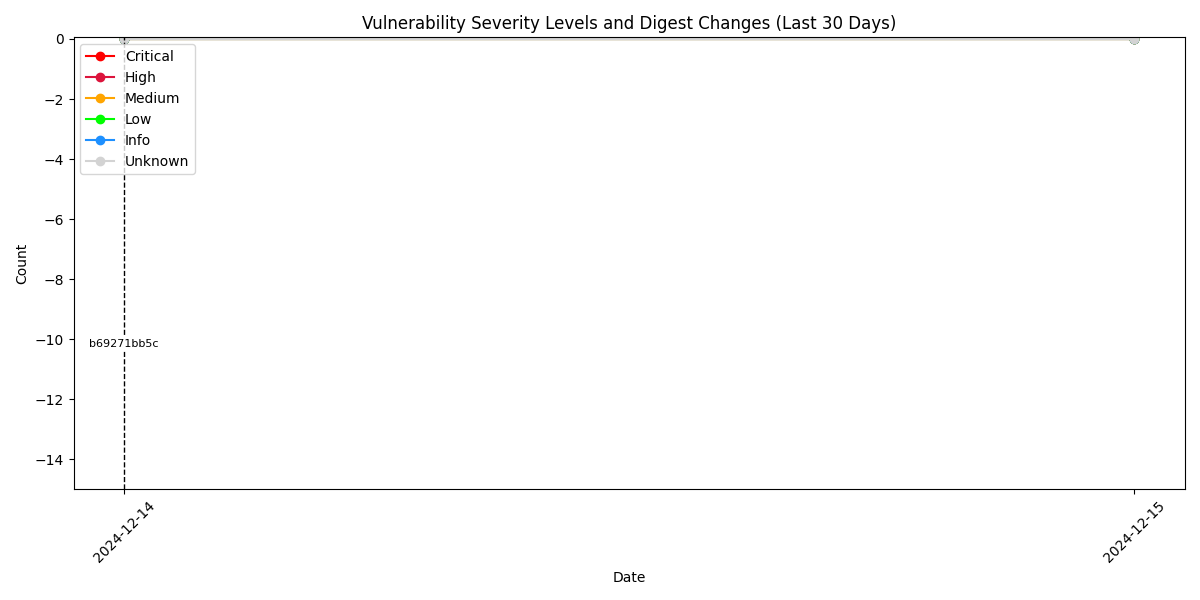 Vulnerability Severity Levels and Digest Changes (Last 30 Days)
Critical
High
Medium
Low
Info
Unknown
0
−2
−4
−6
−8
−10
−12
−14
Count
b69271bb5c
2024-12-14
2024-12-15
Date